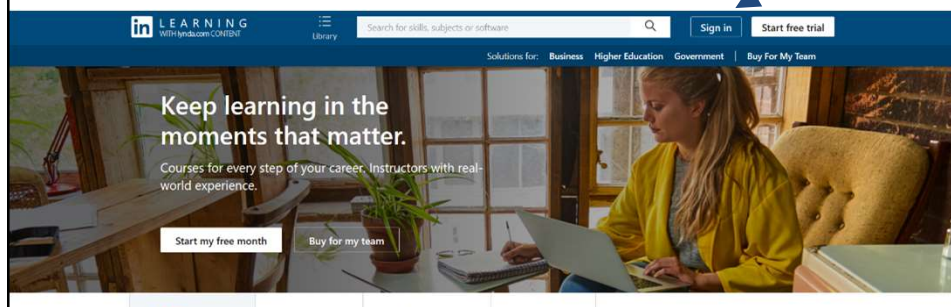 in LEARNING
WITH lynda.com CONTENT
Library
Search for skills, subjects or software
Sign in
Start free trial
Solutions for: Business Higher Education Government | Buy For My Team
Keep learning in the
moments that matter.
Courses for every step of your career. Instructors with real-
world experience.
Start my free month
Buy for my team